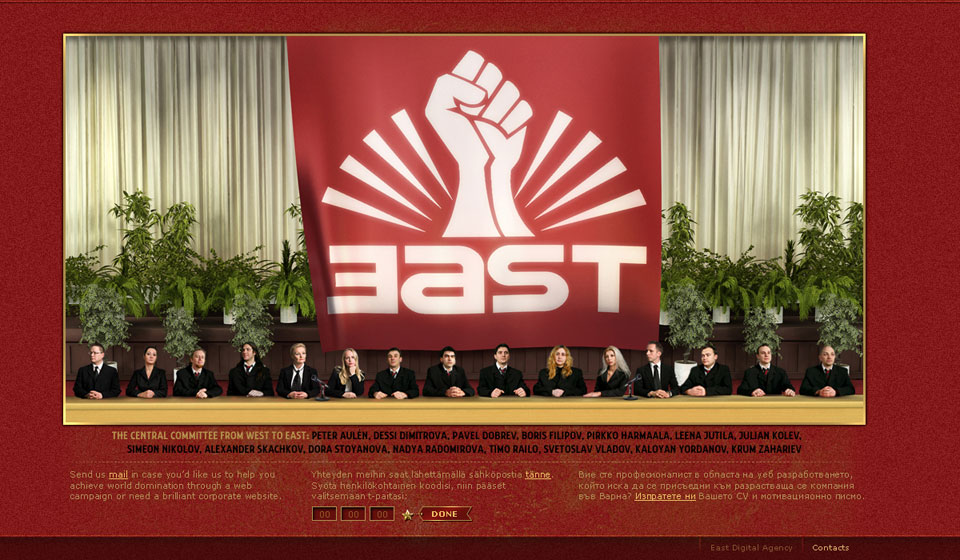 EAST
THE CENTRAL COMMITTEE FROM WEST TO EAST: PETER AULÉN, DESSI DIMITROVA, PAVEL DOBREV, BORIS FILIPOV, PIRKKO HARMAALA, LEENA JUTILA, JULIAN KOLEV,
SIMEON NIKOLOV, ALEXANDER SKACHKOV, DORA STOYANOVA, NADYA RADOMIROVA, TIMO RAILO, SVETOSLAV VLADOV, KALOYAN YORDANOV, KRUM ZAHARIEV
Send us mail in case you'd like us to help you
achieve world domination through a web
campaign or need a brilliant corporate website.
Yhteyden meihin saat lähettämällä sähköpostia tänne.
Syötä henkilökohtainen koodisi, niin pääset
valitsemaan t-paitasi:
00 00 00 DONE
Вие сте професионалист в областа на уеб разработването,
който иска да се присъедини към разрастваща се компания
във Варна? Изпратете ни Вашето CV и мотивационно писмо.
East Digital Agency Contacts